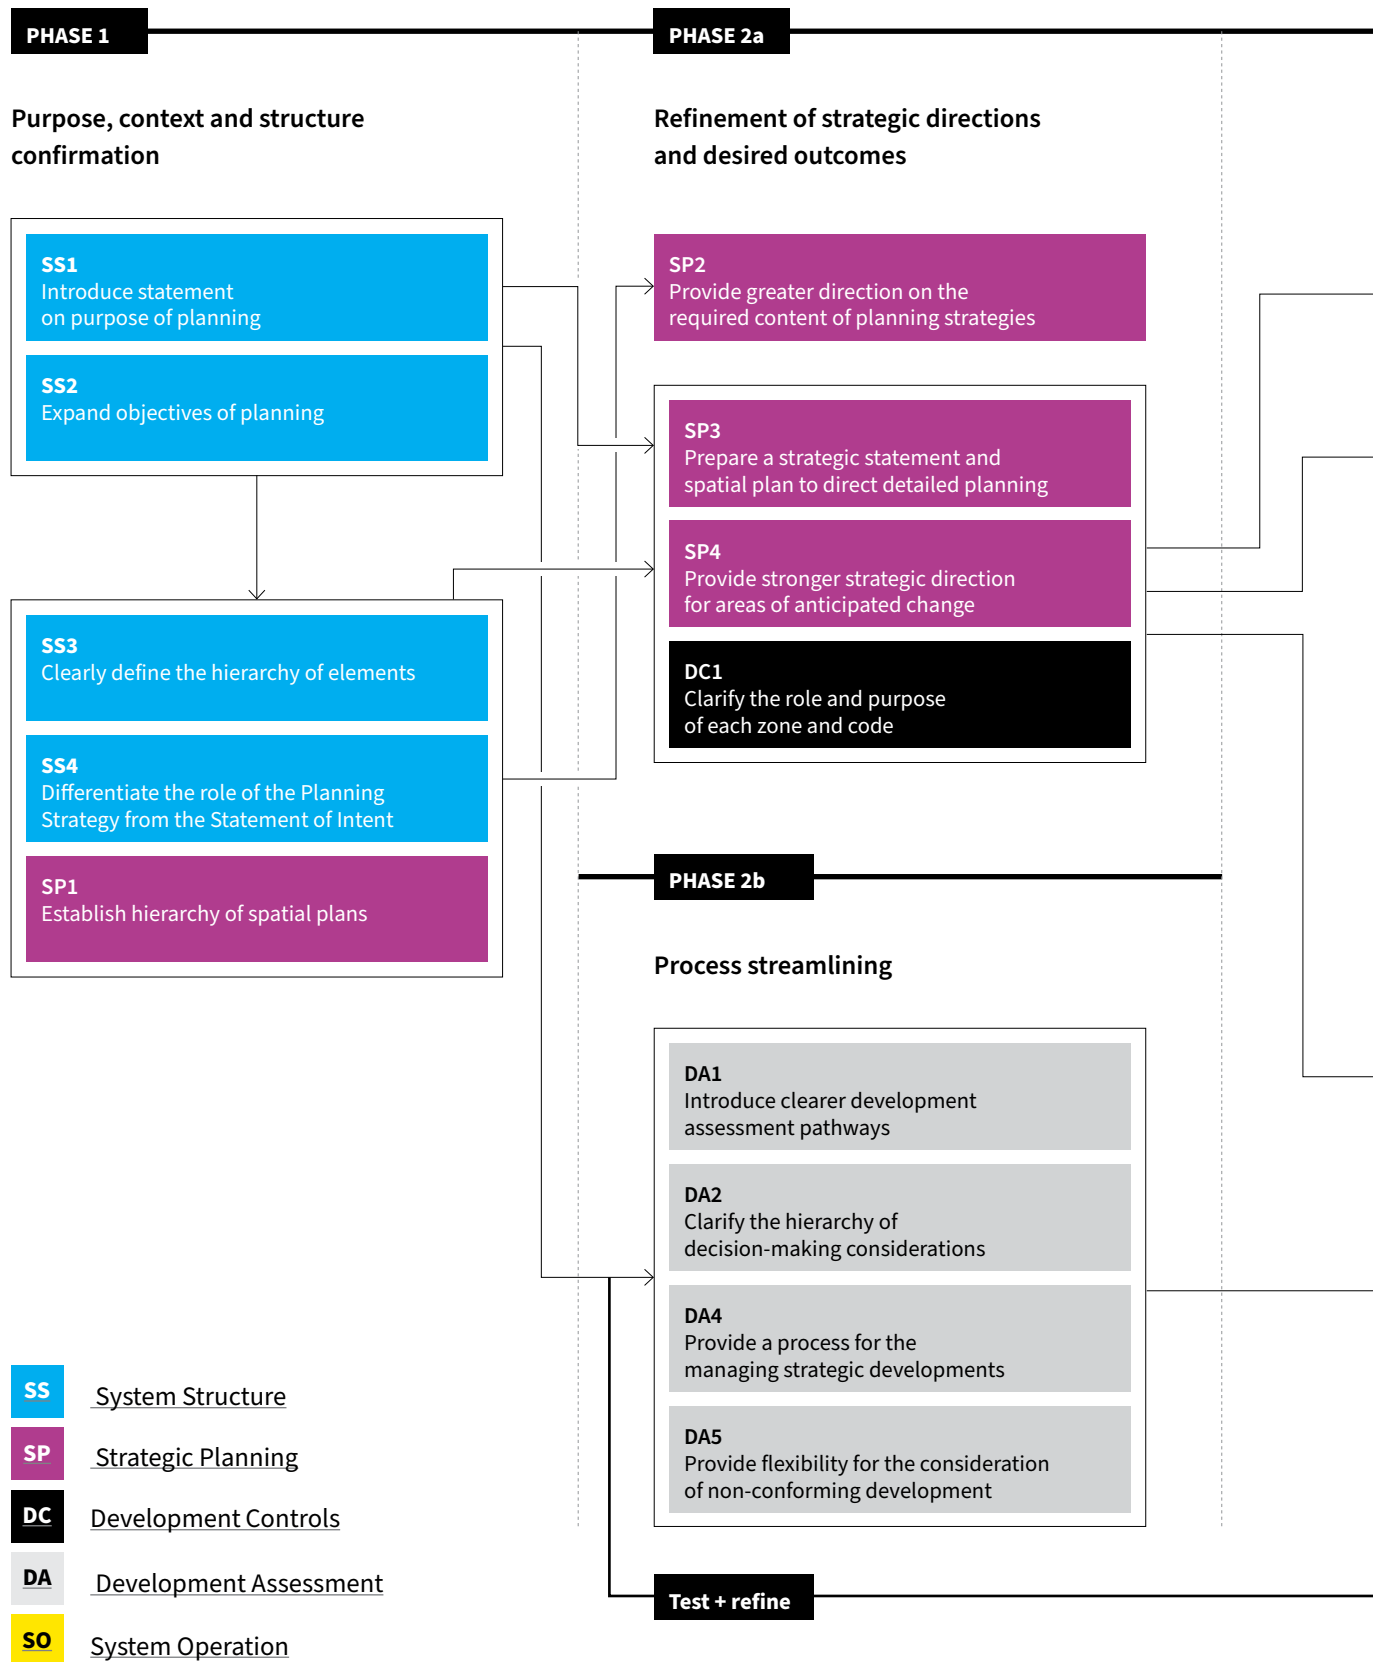 PHASE 1
Purpose, context and structure
confirmation
SS1
Introduce statement
on purpose of planning
SS2
Expand objectives of planning
SS3
Clearly define the hierarchy of elements
SS4
Differentiate the role of the Planning
Strategy from the Statement of Intent
SP1
Establish hierarchy of spatial plans
PHASE 2a
Refinement of strategic directions
and desired outcomes
SP2
Provide greater direction on the
required content of planning strategies
SP3
Prepare a strategic statement and
spatial plan to direct detailed planning
SP4
Provide stronger strategic direction
for areas of anticipated change
DC1
Clarify the role and purpose
of each zone and code
PHASE 2b
Process streamlining
DA1
Introduce clearer development
assessment pathways
DA2
Clarify the hierarchy of
decision-making considerations
DA4
Provide a process for the
managing strategic developments
DA5
Provide flexibility for the consideration
of non-conforming development
Test + refine
SS System Structure
SP Strategic Planning
DC Development Controls
DA Development Assessment
SO System Operation